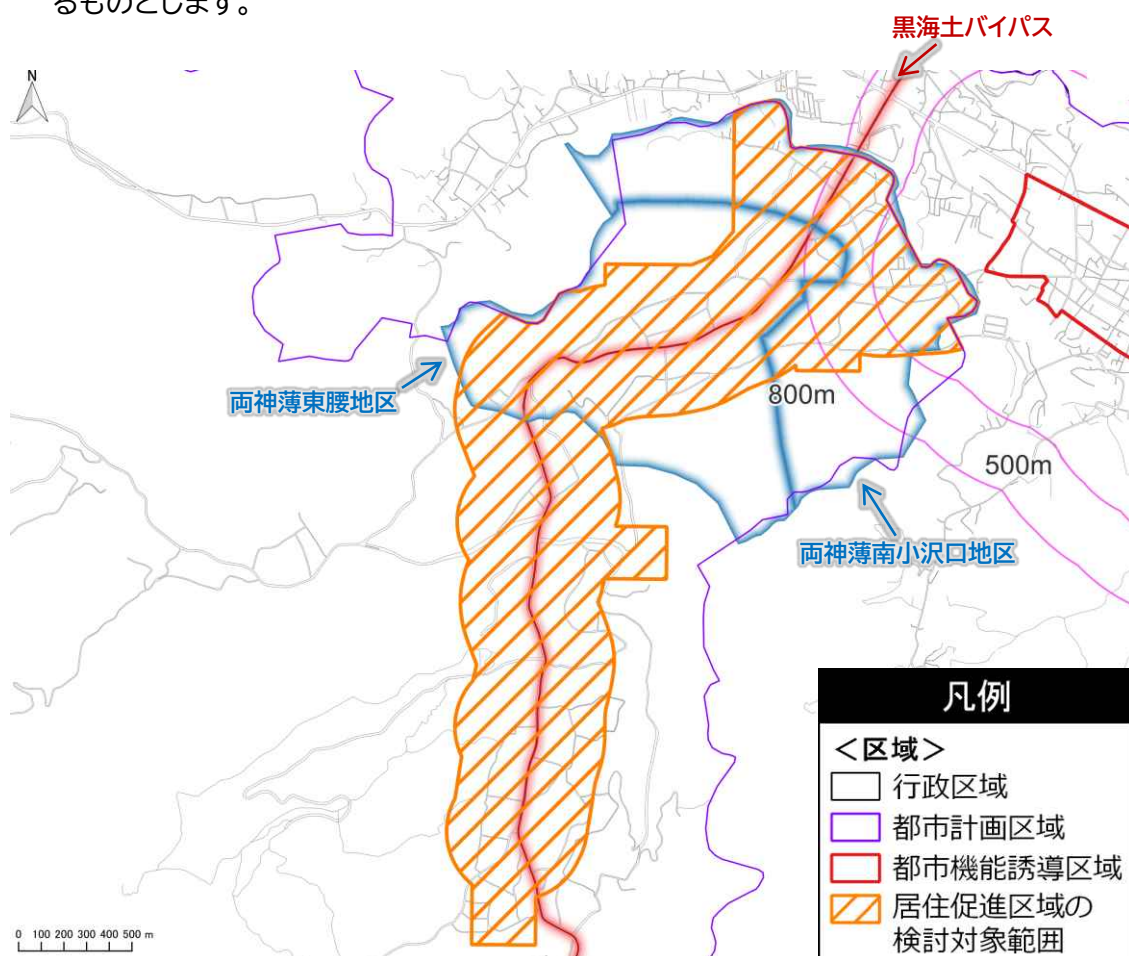 るものとします。
黒海土バイパス
N
両神薄東腰地区
800m
500m
両神薄南小沢口地区
凡例
＜区域＞
行政区域
都市計画区域
都市機能誘導区域
居住促進区域の
検討対象範囲
0 100 200 300 400 500 m